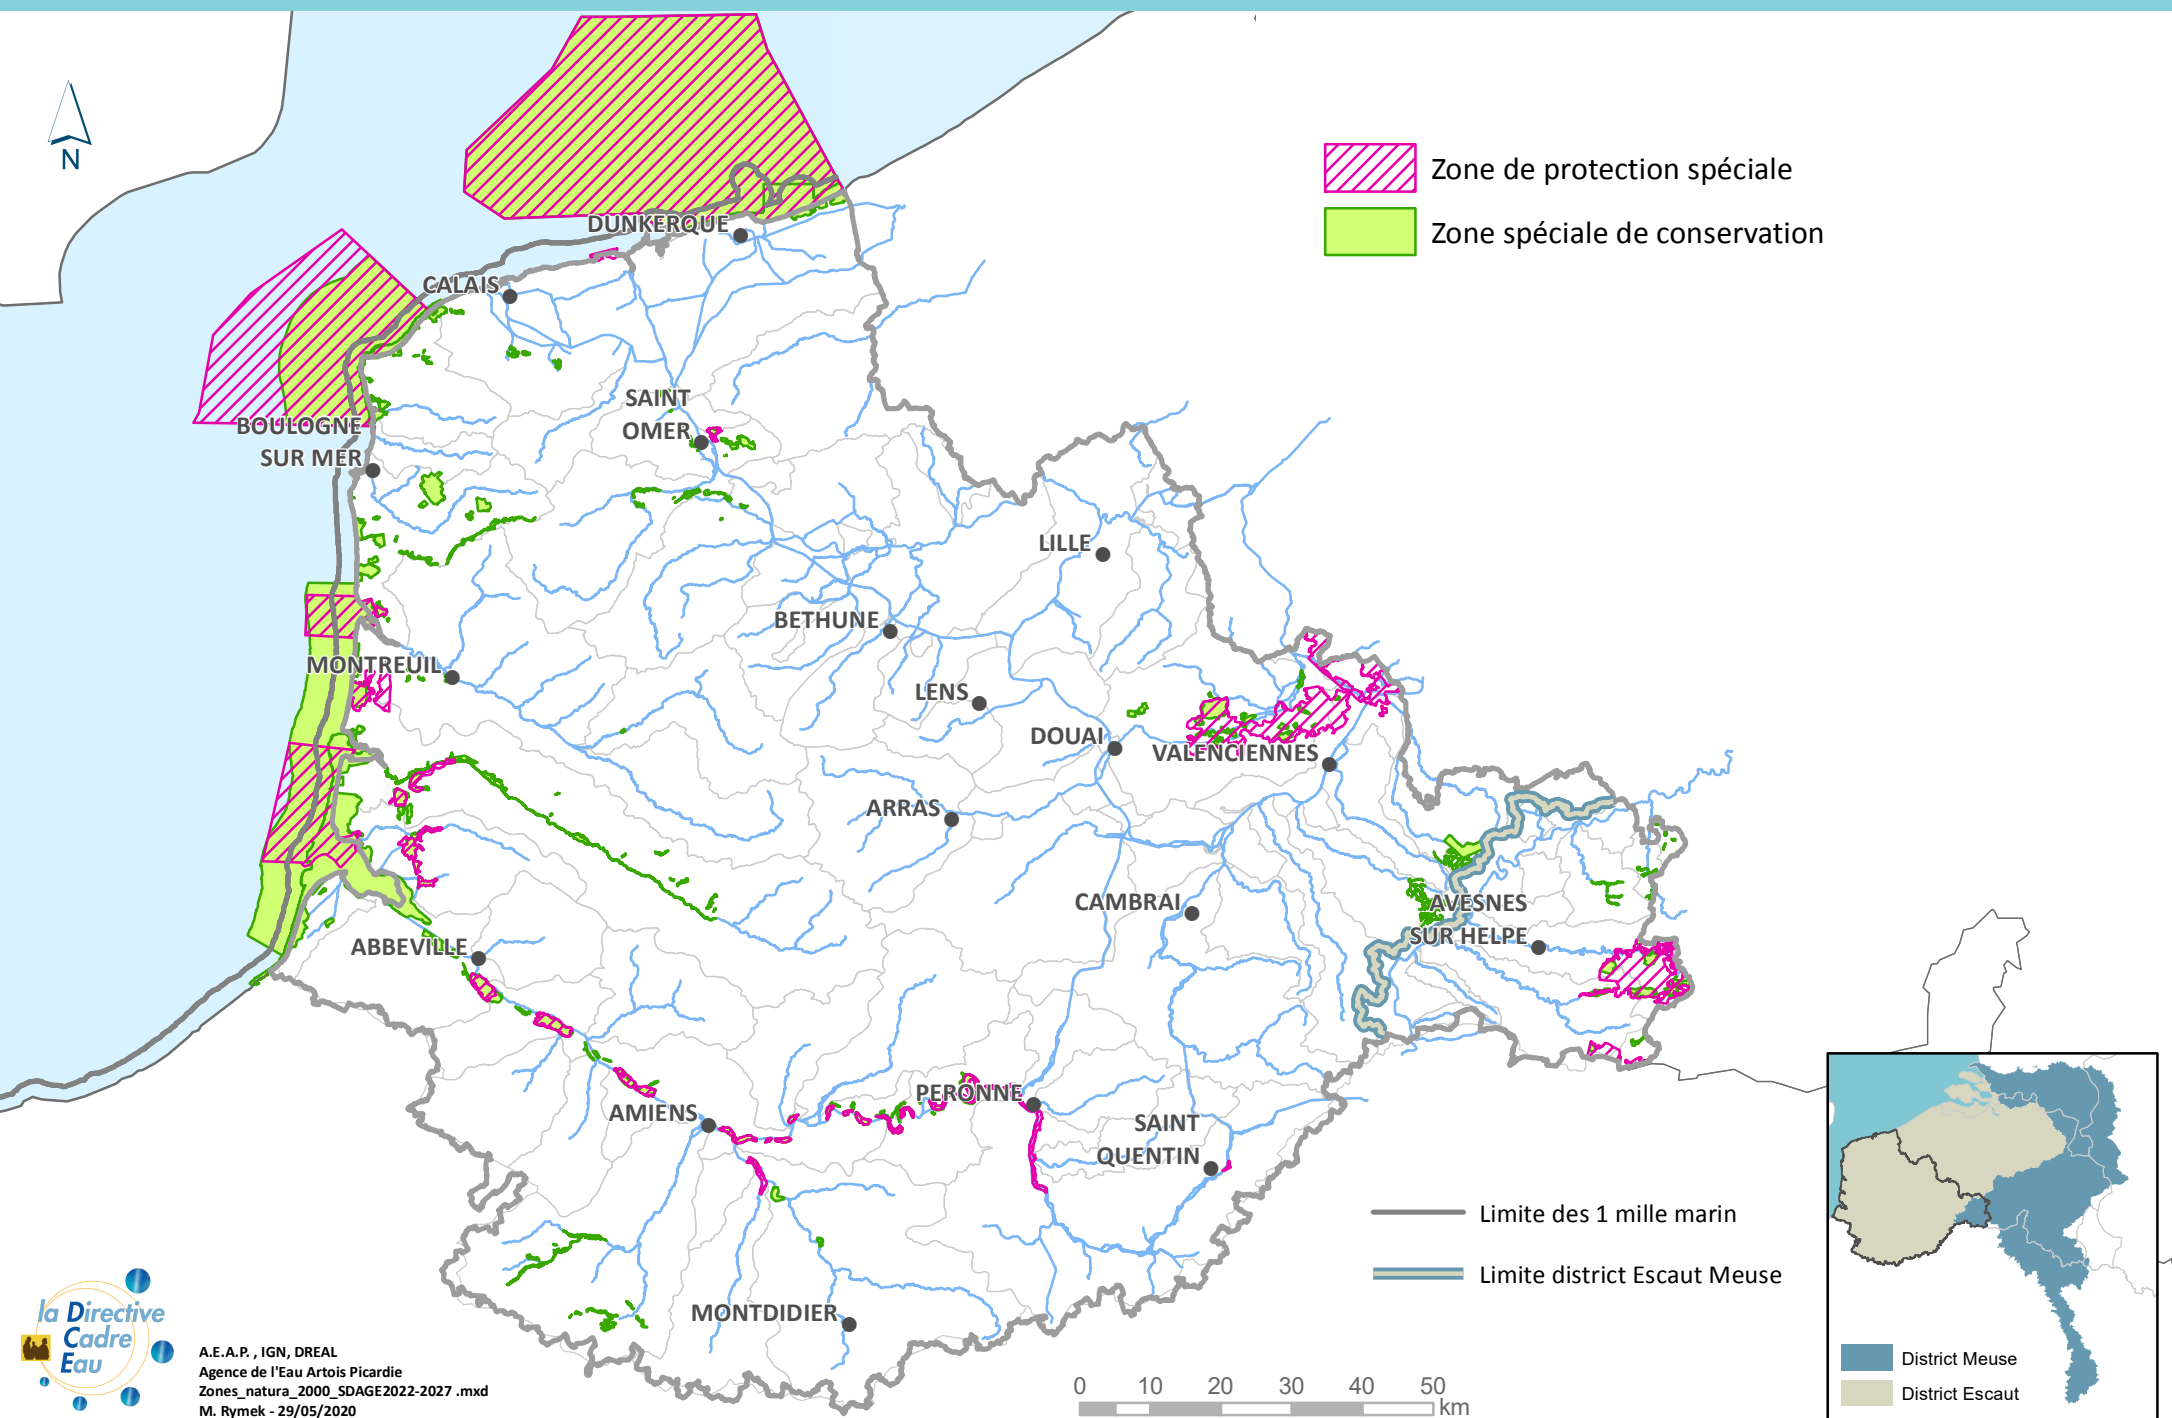 N
Zone de protection spéciale
Zone spéciale de conservation
DUNKERQUE
CALAIS
SAINT
OMER
BOULOGNE
SUR MER
LILLE
BETHUNE
MONTREUIL
LENS
DOUAI
VALENCIENNES
ARRAS
CAMBRAI
AVESNES
SUR HELPE
ABBEVILLE
PERONNE
AMIENS
SAINT
QUENTIN
MONTDIDIER
Limite des 1 mille marin
Limite district Escaut Meuse
0 10 20 30 40 50
km
District Meuse
District Escaut
la Directive
Cadre
Eau
A.E.A.P. , IGN, DREAL
Agence de l'Eau Artois Picardie
Zones_natura_2000_SDAGE2022-2027 .mxd
M. Rymek - 29/05/2020